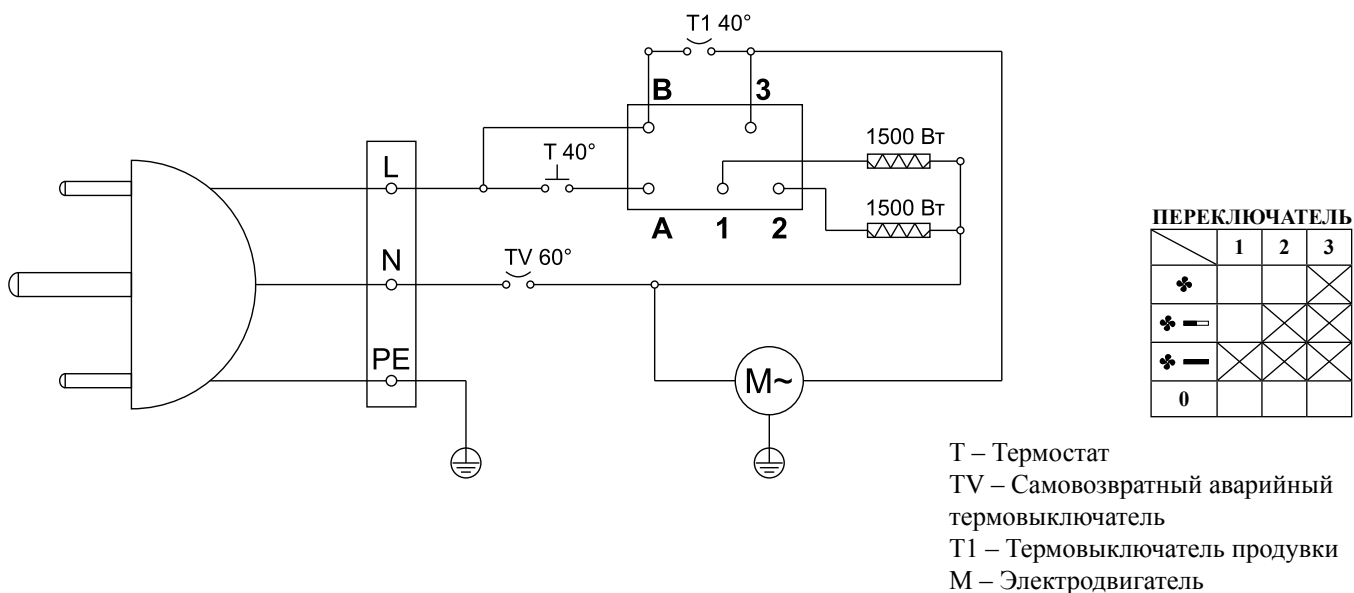 T1 40°
B 3
1500 Вт
L
T 40°
1500 Вт
A 1 2
N
TV 60°
PE
M~
ПЕРЕКЛЮЧАТЕЛЬ
1 2 3
0
Т – Термостат
TV – Самовозвратный аварийный
термовыключатель
Т1 – Термовыключатель продувки
М – Электродвигатель